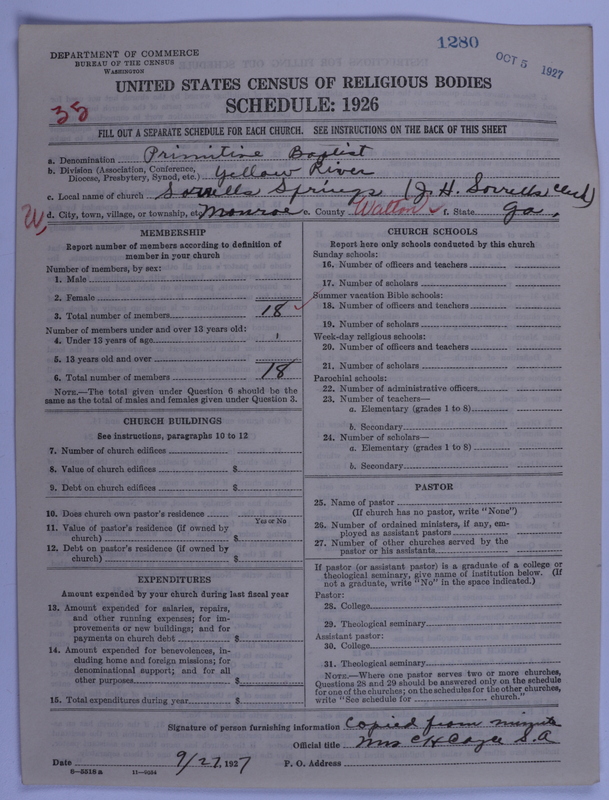 1280
OCT 5 1927
DEPARTMENT OF COMMERCE
BUREAU OF THE CENSUS
WASHINGTON
UNITED STATES CENSUS OF RELIGIOUS BODIES
SCHEDULE: 1926
35
FILL OUT A SEPARATE SCHEDULE FOR EACH CHURCH. SEE INSTRUCTIONS ON THE BACK OF THIS SHEET
a. Denomination Primitive Baptist
b. Division (Association, Conference, Diocese, Presbytery, Synod, etc.) Yellow River
c. Local name of church Sorrells Springs (J. H. Sorrells Clerk)
W, d. City, town, village, or township, etc. Monroe e. County Walton f. State Ga.
MEMBERSHIP
Report number of members according to definition of
member in your church
Number of members, by sex:
1. Male
2. Female
3. Total number of members 18
Number of members under and over 13 years old:
4. Under 13 years of age
5. 13 years old and over
6. Total number of members 18
NOTE.—The total given under Question 6 should be the
same as the total of males and females given under Question 3.
CHURCH BUILDINGS
See instructions, paragraphs 10 to 12
7. Number of church edifices
8. Value of church edifices $
9. Debt on church edifices $
10. Does church own pastor's residence
Yes or No
11. Value of pastor's residence (if owned by
church) $
12. Debt on pastor's residence (if owned by
church) $
EXPENDITURES
Amount expended by your church during last fiscal year
13. Amount expended for salaries, repairs,
and other running expenses; for im-
provements or new buildings; and for
payments on church debt $
14. Amount expended for benevolences, in-
cluding home and foreign missions; for
denominational support; and for all
other purposes $
15. Total expenditures during year $
CHURCH SCHOOLS
Report here only schools conducted by this church
Sunday schools:
16. Number of officers and teachers
17. Number of scholars
Summer vacation Bible schools:
18. Number of officers and teachers
19. Number of scholars
Week-day religious schools:
20. Number of officers and teachers
21. Number of scholars
Parochial schools:
22. Number of administrative officers
23. Number of teachers—
a. Elementary (grades 1 to 8)
b. Secondary
24. Number of scholars—
a. Elementary (grades 1 to 8)
b. Secondary
PASTOR
25. Name of pastor
(If church has no pastor, write "None")
26. Number of ordained ministers, if any, em-
ployed as assistant pastors
27. Number of other churches served by the
pastor or his assistants
If pastor (or assistant pastor) is a graduate of a college or
theological seminary, give name of institution below. (If
not a graduate, write "No" in the space indicated.)
Pastor:
28. College
29. Theological seminary
Assistant pastor:
30. College
31. Theological seminary
NOTE.—Where one pastor serves two or more churches,
Questions 28 and 29 should be answered only on the schedule
for one of the churches; on the schedules for the other churches,
write "See schedule for church."
Signature of person furnishing information Copied from minute
Official title Mrs C H Cayce S. A
Date 9/27, 1927 P. O. Address
6—5518 a 11—9034